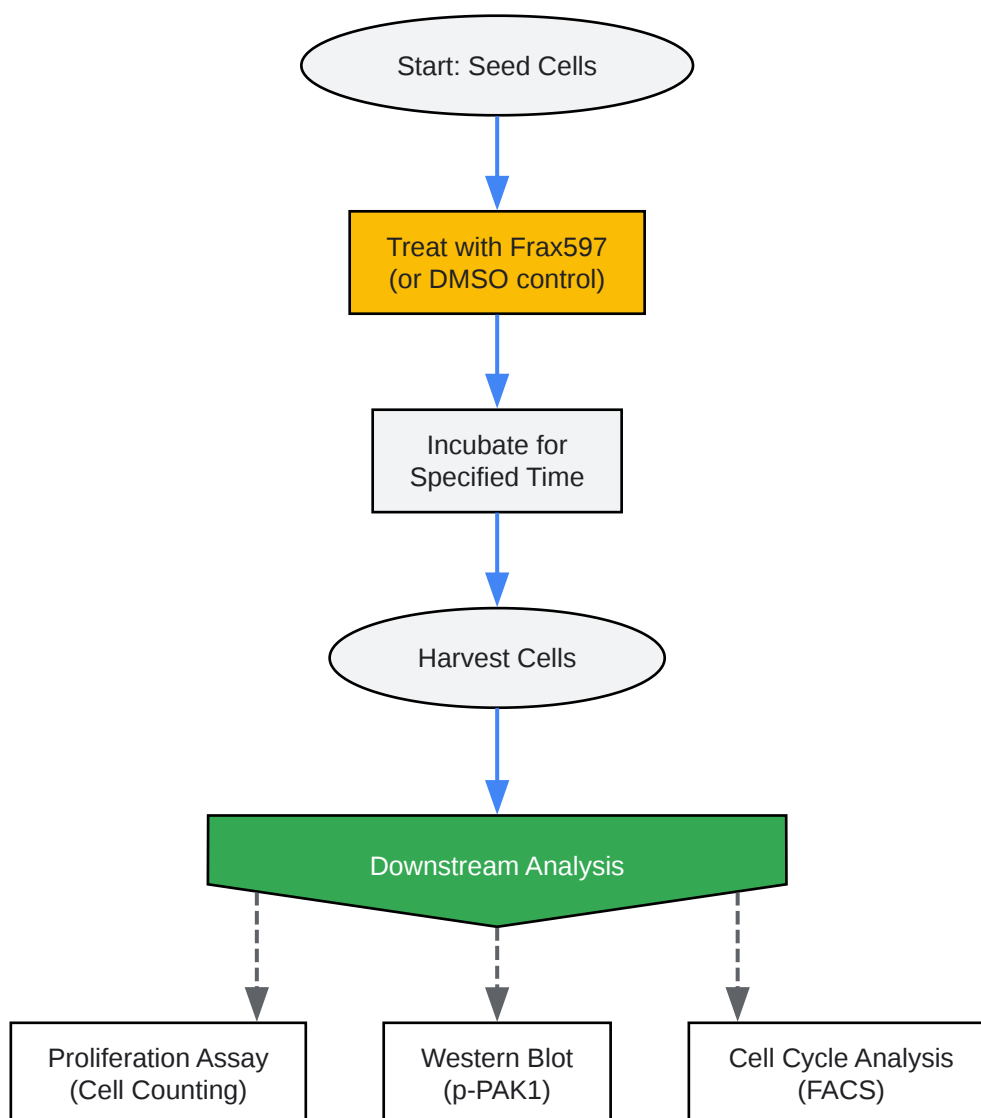 Start: Seed Cells
Treat with Frax597
(or DMSO control)
Incubate for
Specified Time
Harvest Cells
Downstream Analysis
Proliferation Assay
(Cell Counting)
Western Blot
(p-PAK1)
Cell Cycle Analysis
(FACS)